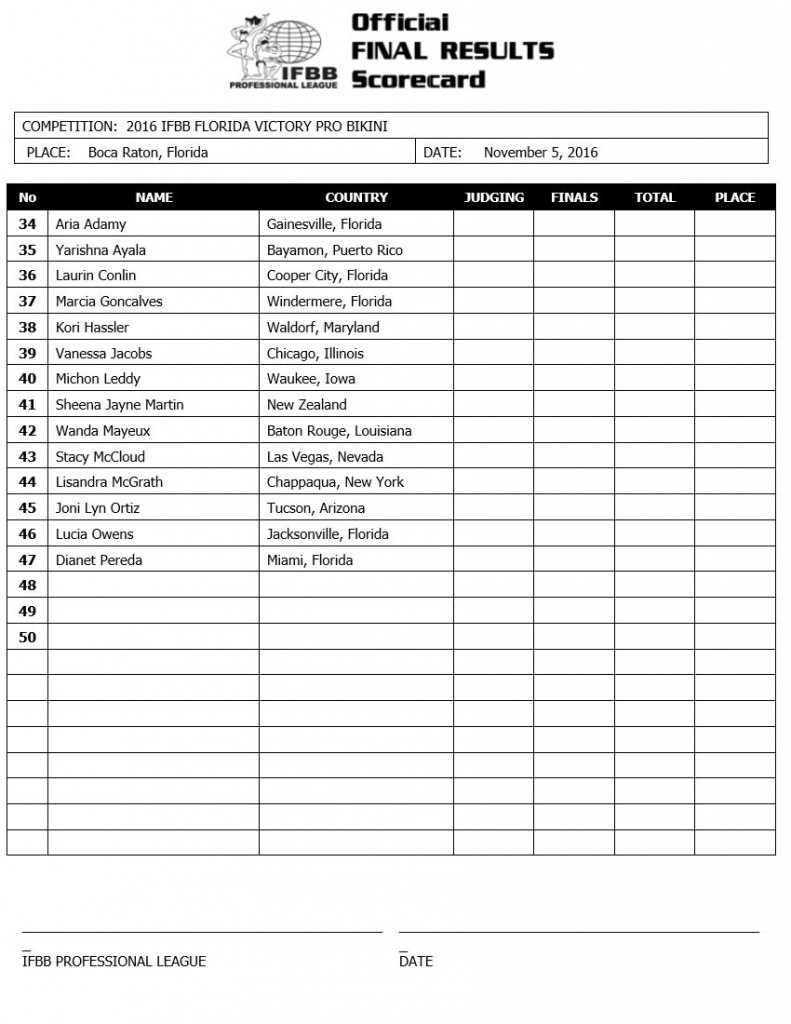 Official
FINAL RESULTS
Scorecard
IFBB
PROFESSIONAL LEAGUE
COMPETITION: 2016 IFBB FLORIDA VICTORY PRO BIKINI
PLACE: Boca Raton, Florida DATE: November 5, 2016
No NAME COUNTRY JUDGING FINALS TOTAL PLACE
34 Aria Adamy Gainesville, Florida
35 Yarishna Ayala Bayamon, Puerto Rico
36 Laurin Conlin Cooper City, Florida
37 Marcia Goncalves Windermere, Florida
38 Kori Hassler Waldorf, Maryland
39 Vanessa Jacobs Chicago, Illinois
40 Michon Leddy Waukee, Iowa
41 Sheena Jayne Martin New Zealand
42 Wanda Mayeux Baton Rouge, Louisiana
43 Stacy McCloud Las Vegas, Nevada
44 Lisandra McGrath Chappaqua, New York
45 Joni Lyn Ortiz Tucson, Arizona
46 Lucia Owens Jacksonville, Florida
47 Dianet Pereda Miami, Florida
48
49
50
IFBB PROFESSIONAL LEAGUE DATE